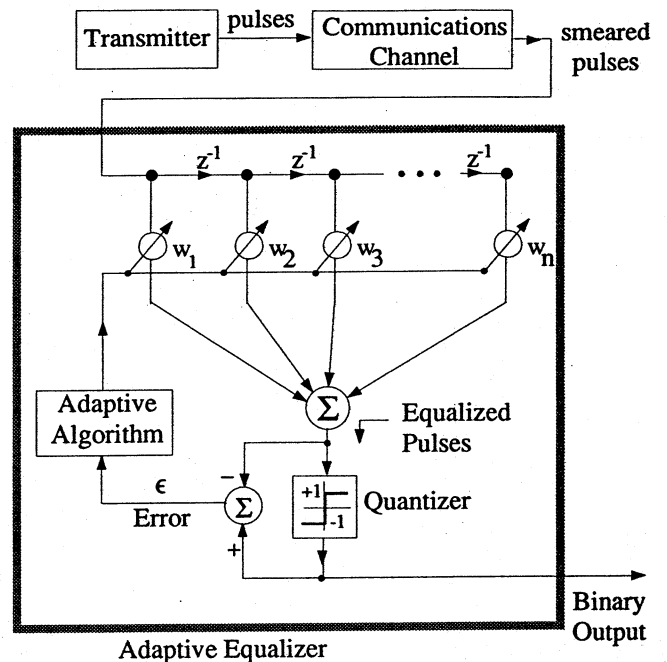 pulses
Transmitter
Communications
Channel
smeared
pulses
z⁻¹ z⁻¹ • • • z⁻¹
w₁ w₂ w₃ wₙ
Σ
Adaptive
Algorithm
Equalized
Pulses
−
ϵ
Error
Σ
+1
-1
Quantizer
+
Binary
Output
Adaptive Equalizer